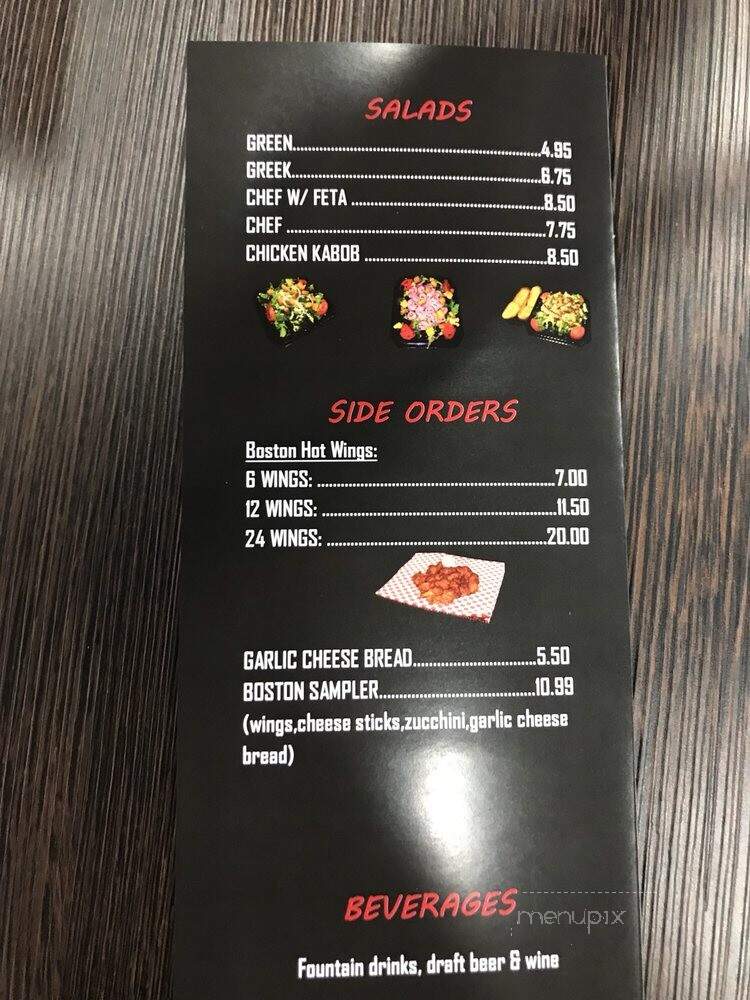 SALADS
GREEN..............................................................4.95
GREEK..............................................................6.75
CHEF W/ FETA ................................................8.50
CHEF ................................................................7.75
CHICKEN KABOB .............................................8.50
SIDE ORDERS
Boston Hot Wings:
6 WINGS: ...........................................................7.00
12 WINGS: ..........................................................11.50
24 WINGS: .......................................................20.00
GARLIC CHEESE BREAD...............................5.50
BOSTON SAMPLER.......................................10.99
(wings,cheese sticks,zucchini,garlic cheese
bread)
BEVERAGES
menupix
Fountain drinks, draft beer & wine